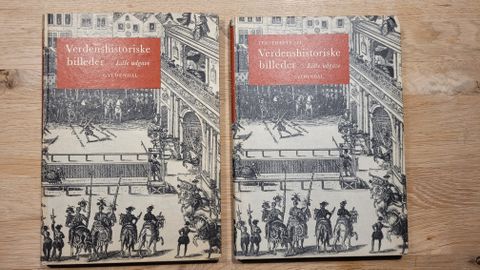 Verdenshistoriske
billeder Lille udgave
GYLDENDAL
Verdenshistoriske
billeder Lille udgave
GYLDENDAL